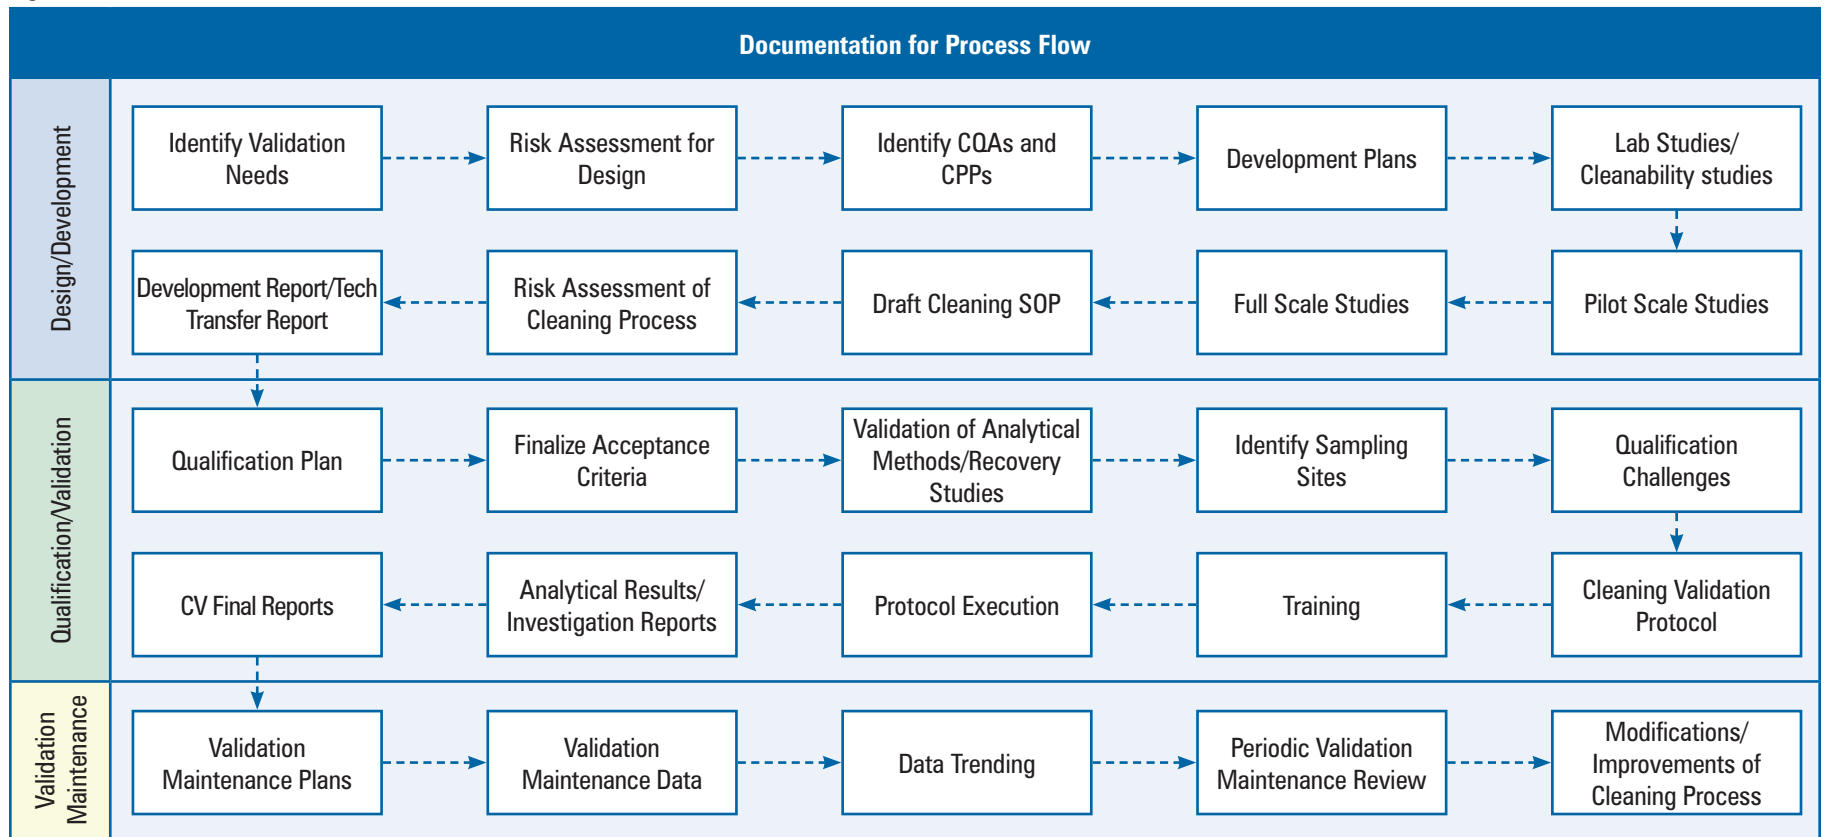 Documentation for Process Flow
Design/Development
Identify Validation
Needs
Risk Assessment for
Design
Identify CQAs and
CPPs
Development Plans
Lab Studies/
Cleanability studies
Development Report/Tech
Transfer Report
Risk Assessment of
Cleaning Process
Draft Cleaning SOP
Full Scale Studies
Pilot Scale Studies
Qualification/Validation
Qualification Plan
Finalize Acceptance
Criteria
Validation of Analytical
Methods/Recovery
Studies
Identify Sampling
Sites
Qualification
Challenges
CV Final Reports
Analytical Results/
Investigation Reports
Protocol Execution
Training
Cleaning Validation
Protocol
Validation
Maintenance
Validation
Maintenance Plans
Validation
Maintenance Data
Data Trending
Periodic Validation
Maintenance Review
Modifications/
Improvements of
Cleaning Process